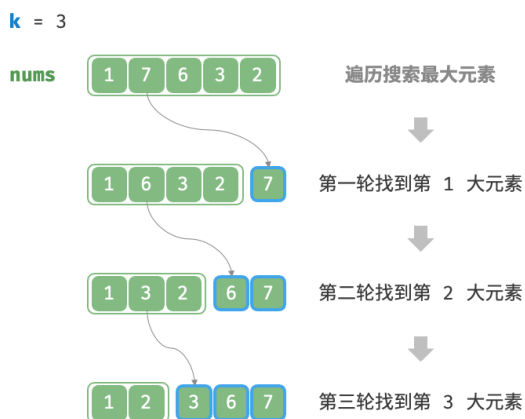 k = 3
nums 1 7 6 3 2 遍历搜索最大元素
1 6 3 2 7 第一轮找到第 1 大元素
1 3 2 6 7 第二轮找到第 2 大元素
1 2 3 6 7 第三轮找到第 3 大元素